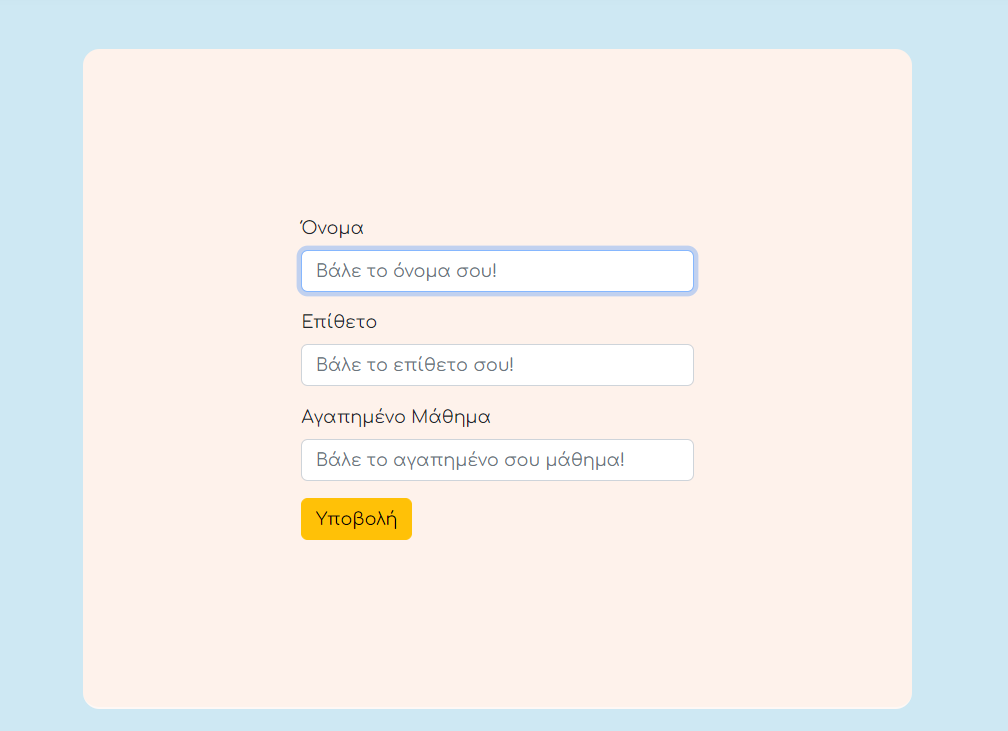 Όνομα
Βάλε το όνομα σου!
Επίθετο
Βάλε το επίθετο σου!
Αγαπημένο Μάθημα
Βάλε το αγαπημένο σου μάθημα!
Υποβολή